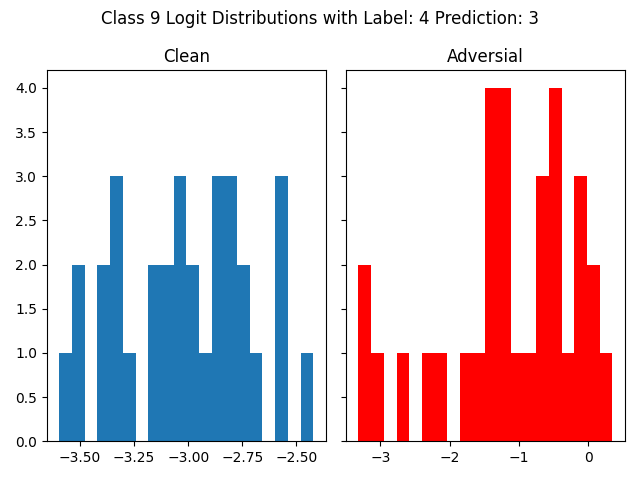 Class 9 Logit Distributions with Label: 4 Prediction: 3
Clean
Adversial
4.0
3.5
3.0
2.5
2.0
1.5
1.0
0.5
0.0
−3.50 −3.25 −3.00 −2.75 −2.50
−3 −2 −1 0